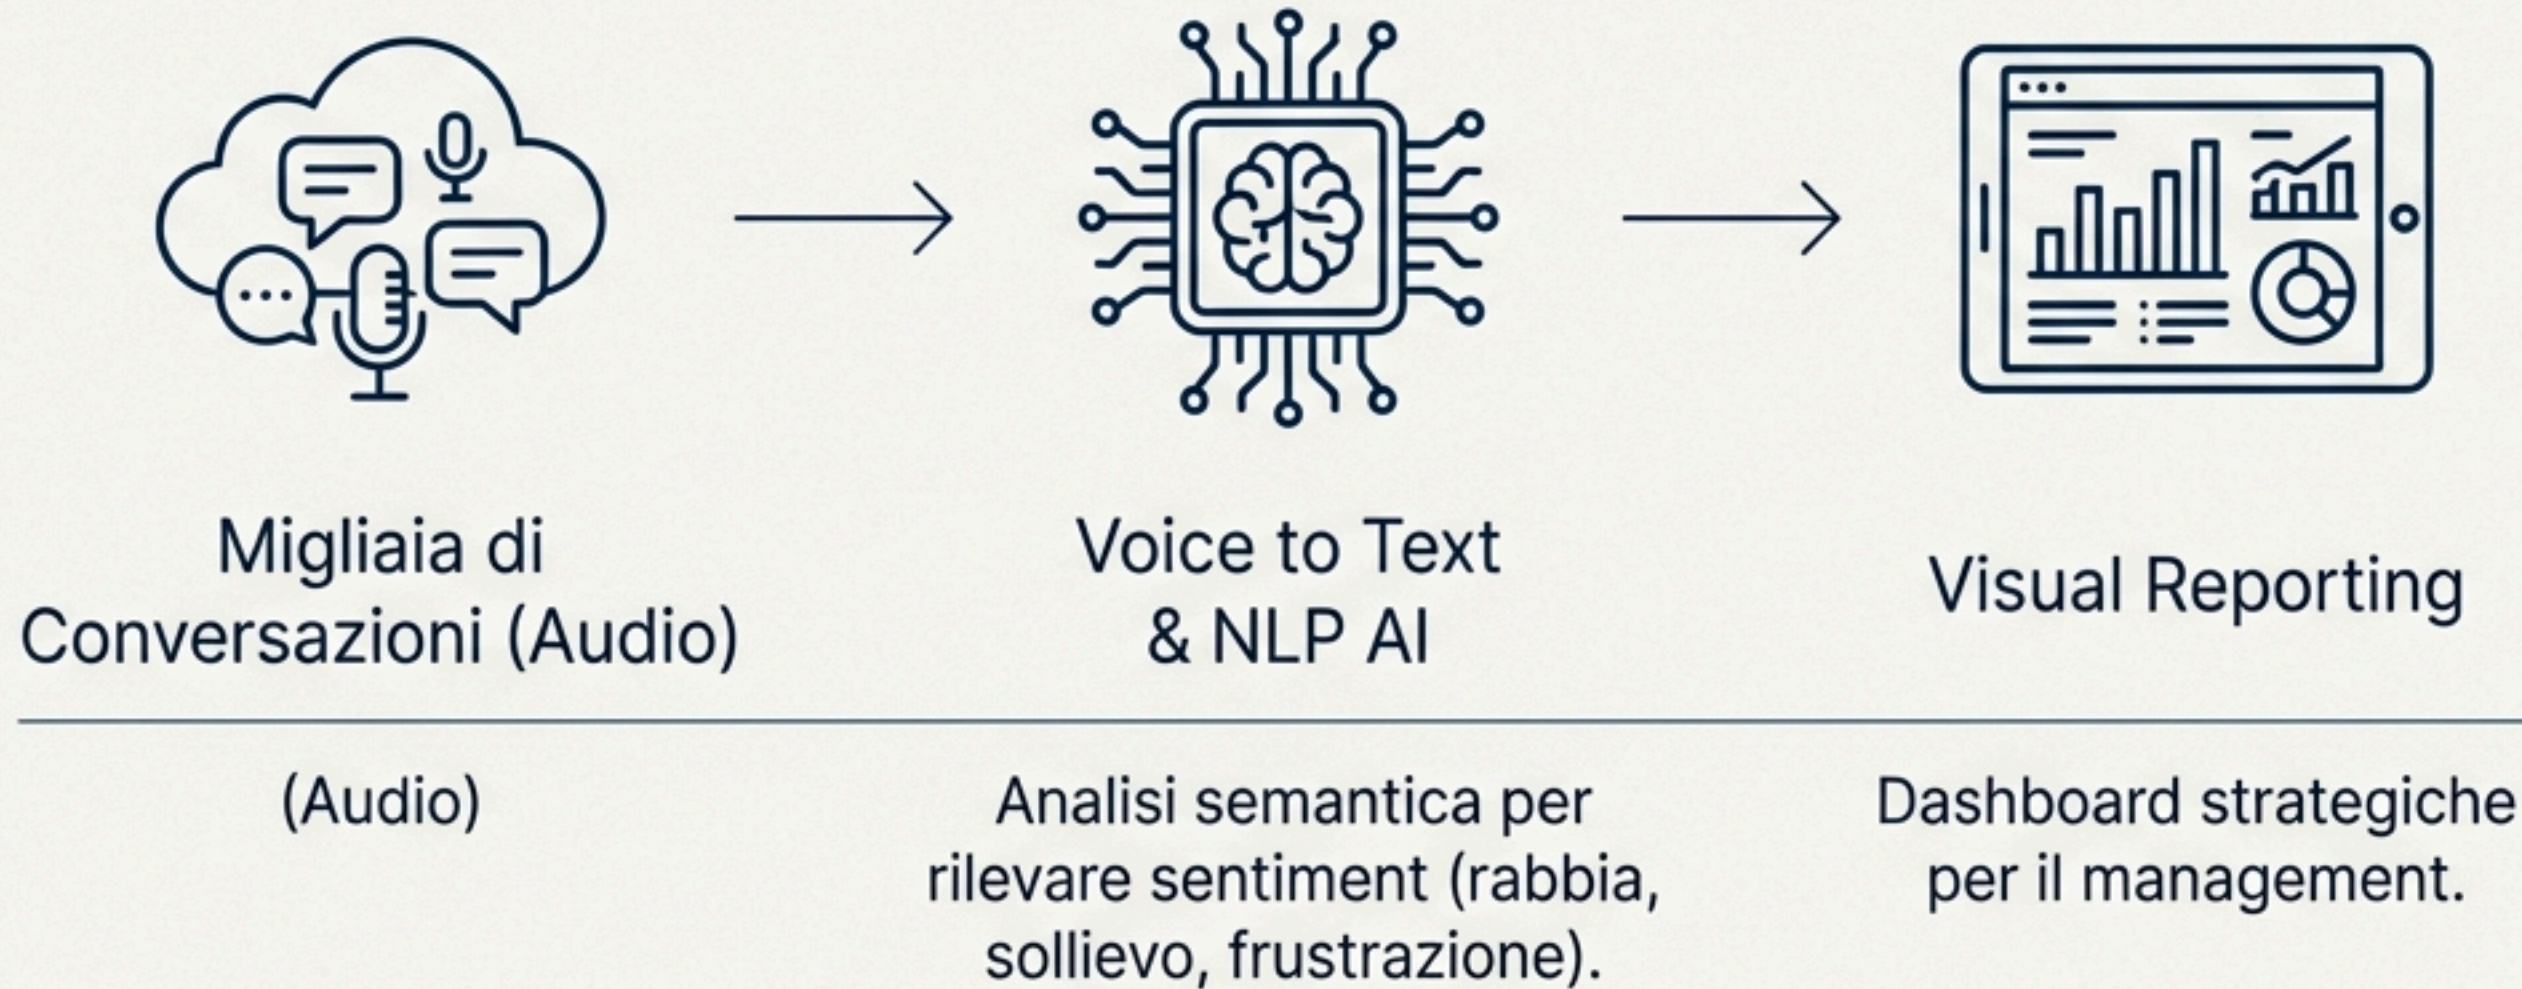 Migliaia di
Conversazioni (Audio)
Voice to Text
& NLP AI
Visual Reporting
(Audio)
Analisi semantica per
rilevare sentiment (rabbia,
sollievo, frustrazione).
Dashboard strategiche
per il management.